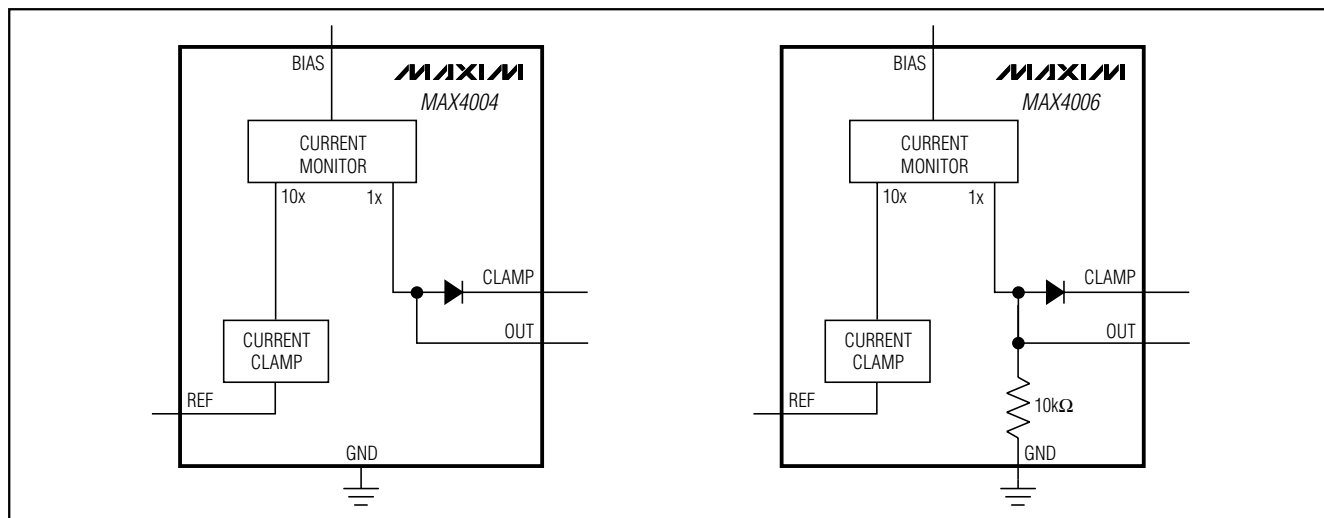 BIAS
MAXIM
MAX4004
CURRENT
MONITOR
10x 1x
CLAMP
OUT
CURRENT
CLAMP
REF
GND
BIAS
MAXIM
MAX4006
CURRENT
MONITOR
10x 1x
CLAMP
OUT
CURRENT
CLAMP
REF
10kΩ
GND